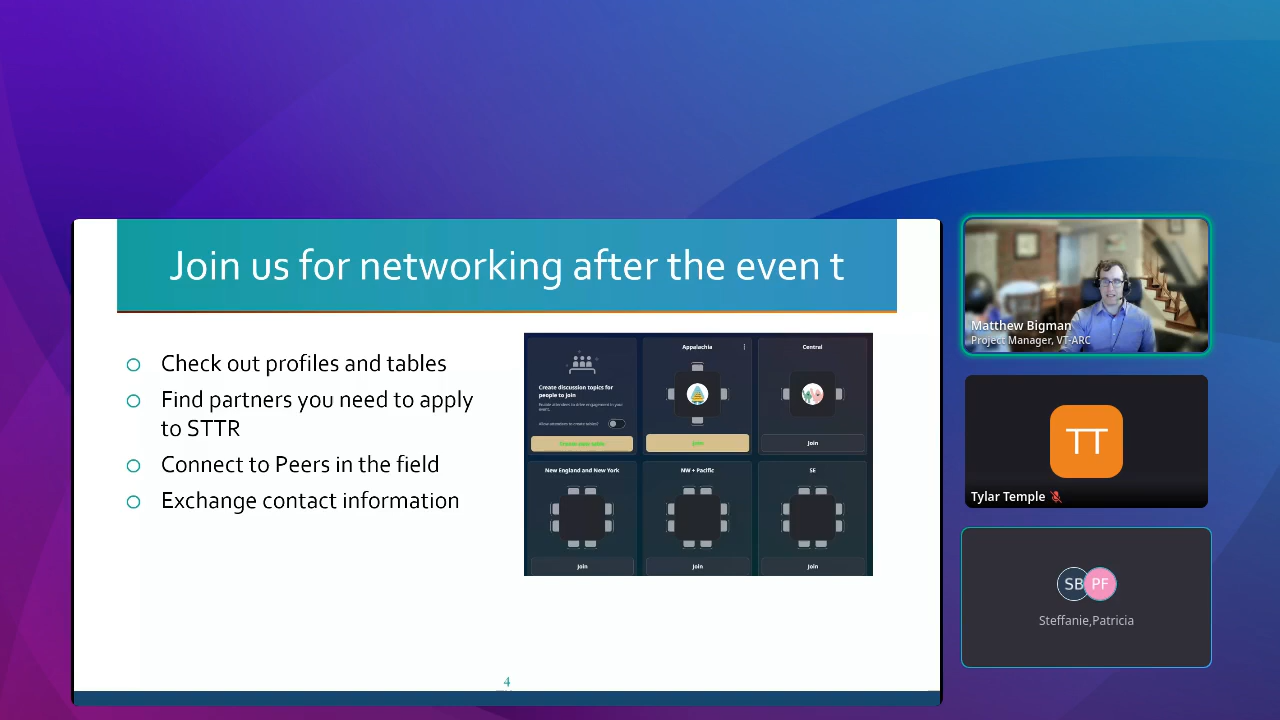 Join us for networking after the even t
Check out profiles and tables
Find partners you need to apply
to STTR
Connect to Peers in the field
Exchange contact information
Create discussion topics for
people to join
Appalachia
Central
Join
Join
New England and New York
NW + Pacific
SE
Join
Join
Join
4
Matthew Bigman
Project Manager, VT-ARC
TT
Tylar Temple
SB PF
Steffanie,Patricia